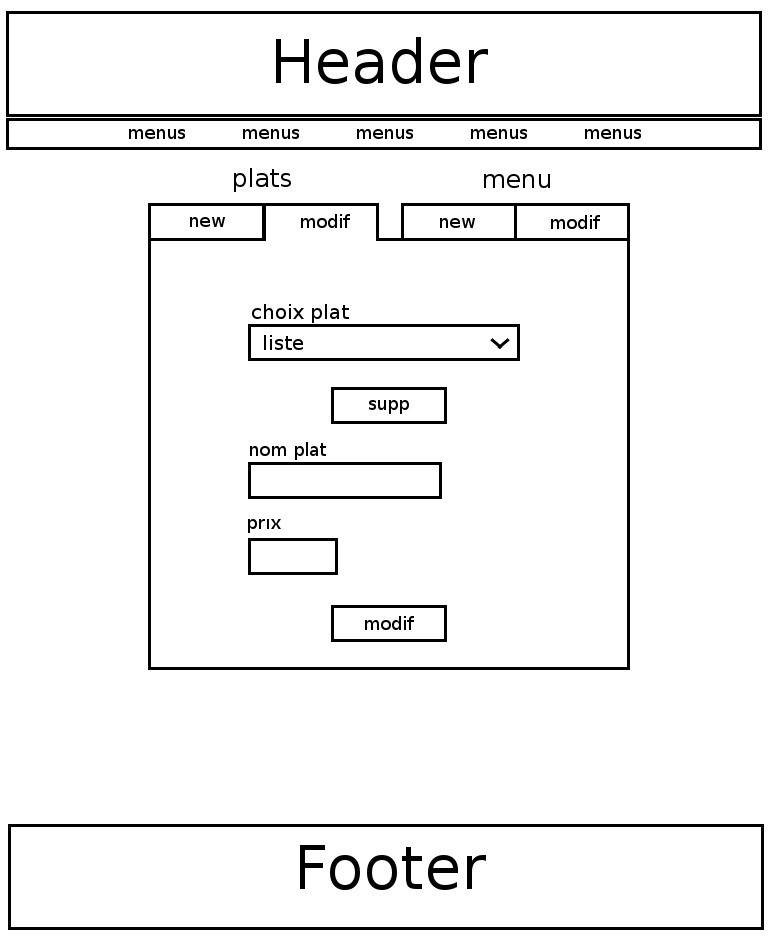 Header
menus menus menus menus menus
plats menu
new modif new modif
choix plat
liste
supp
nom plat
prix
modif
Footer